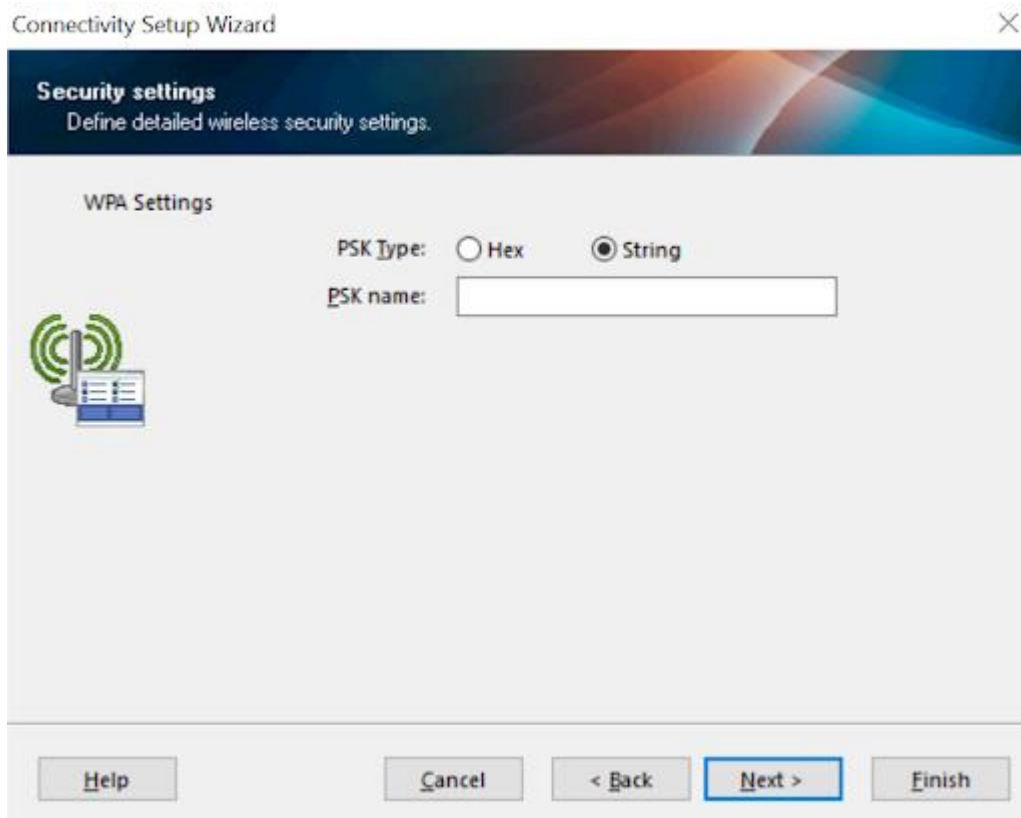 Connectivity Setup Wizard
Security settings
Define detailed wireless security settings.
WPA Settings
PSK Type: Hex String
PSK name:
Help Cancel < Back Next > Finish